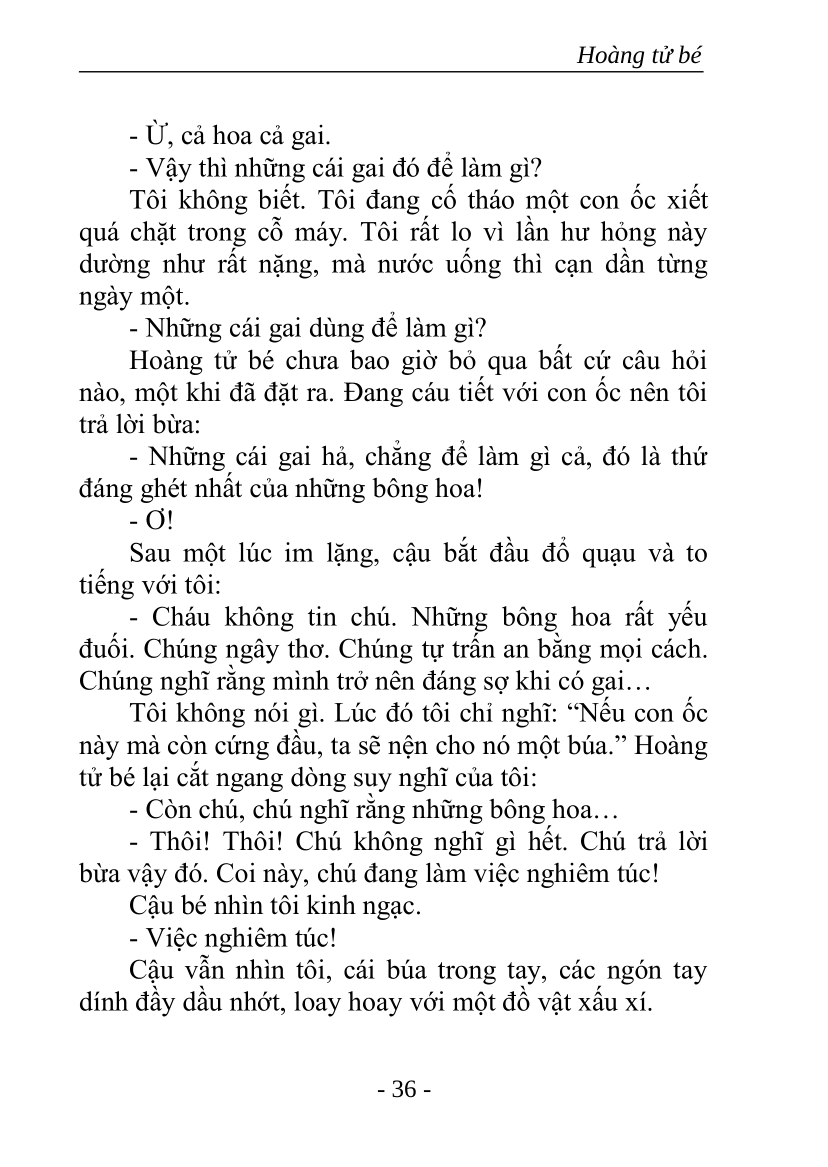 Hoàng tử bé
- Ừ, cả hoa cả gai.
- Vậy thì những cái gai đó để làm gì?
Tôi không biết. Tôi đang cố tháo một con ốc xiết
quá chặt trong cỗ máy. Tôi rất lo vì lần hư hỏng này
dường như rất nặng, mà nước uống thì cạn dần từng
ngày một.
- Những cái gai dùng để làm gì?
Hoàng tử bé chưa bao giờ bỏ qua bất cứ câu hỏi
nào, một khi đã đặt ra. Đang cáu tiết với con ốc nên tôi
trả lời bừa:
- Những cái gai hả, chẳng để làm gì cả, đó là thứ
đáng ghét nhất của những bông hoa!
- Ơ!
Sau một lúc im lặng, cậu bắt đầu đổ quạu và to
tiếng với tôi:
- Cháu không tin chú. Những bông hoa rất yếu
đuối. Chúng ngây thơ. Chúng tự trấn an bằng mọi cách.
Chúng nghĩ rằng mình trở nên đáng sợ khi có gai…
Tôi không nói gì. Lúc đó tôi chỉ nghĩ: “Nếu con ốc
này mà còn cứng đầu, ta sẽ nện cho nó một búa.” Hoàng
tử bé lại cắt ngang dòng suy nghĩ của tôi:
- Còn chú, chú nghĩ rằng những bông hoa…
- Thôi! Thôi! Chú không nghĩ gì hết. Chú trả lời
bừa vậy đó. Coi này, chú đang làm việc nghiêm túc!
Cậu bé nhìn tôi kinh ngạc.
- Việc nghiêm túc!
Cậu vẫn nhìn tôi, cái búa trong tay, các ngón tay
dính đầy dầu nhớt, loay hoay với một đồ vật xấu xí.
- 36 -